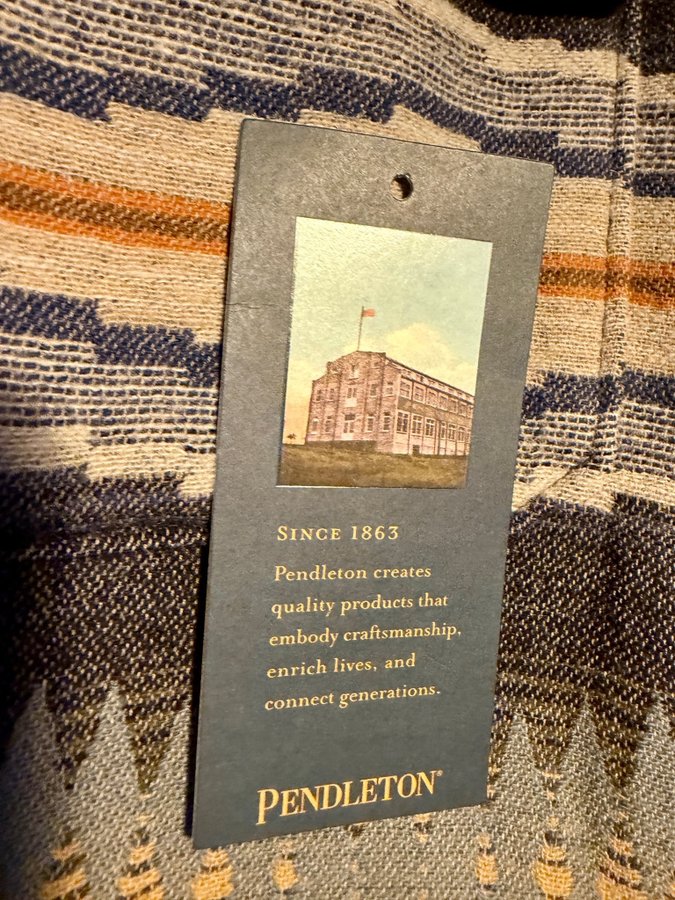 SINCE 1863
Pendleton creates
quality products that
embody craftsmanship,
enrich lives, and
connect generations.
PENDLETON®